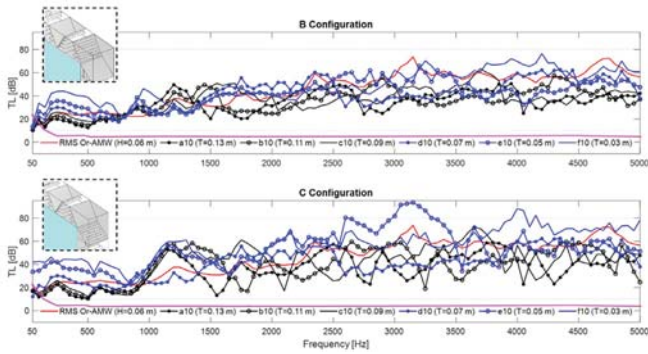 B Configuration
TL [dB]
80
60
40
20
0
RMS Or-AMW (H=0.06 m) a10 (T=0.13 m) b10 (T=0.11 m) c10 (T=0.09 m) d10 (T=0.07 m) e10 (T=0.05 m) f10 (T=0.03 m)
50 500 1000 1500 2000 2500 3000 3500 4000 4500 5000
C Configuration
TL [dB]
80
60
40
20
0
RMS Or-AMW (H=0.06 m) a10 (T=0.13 m) b10 (T=0.11 m) c10 (T=0.09 m) d10 (T=0.07 m) e10 (T=0.05 m) f10 (T=0.03 m)
50 500 1000 1500 2000 2500 3000 3500 4000 4500 5000
Frequency [Hz]